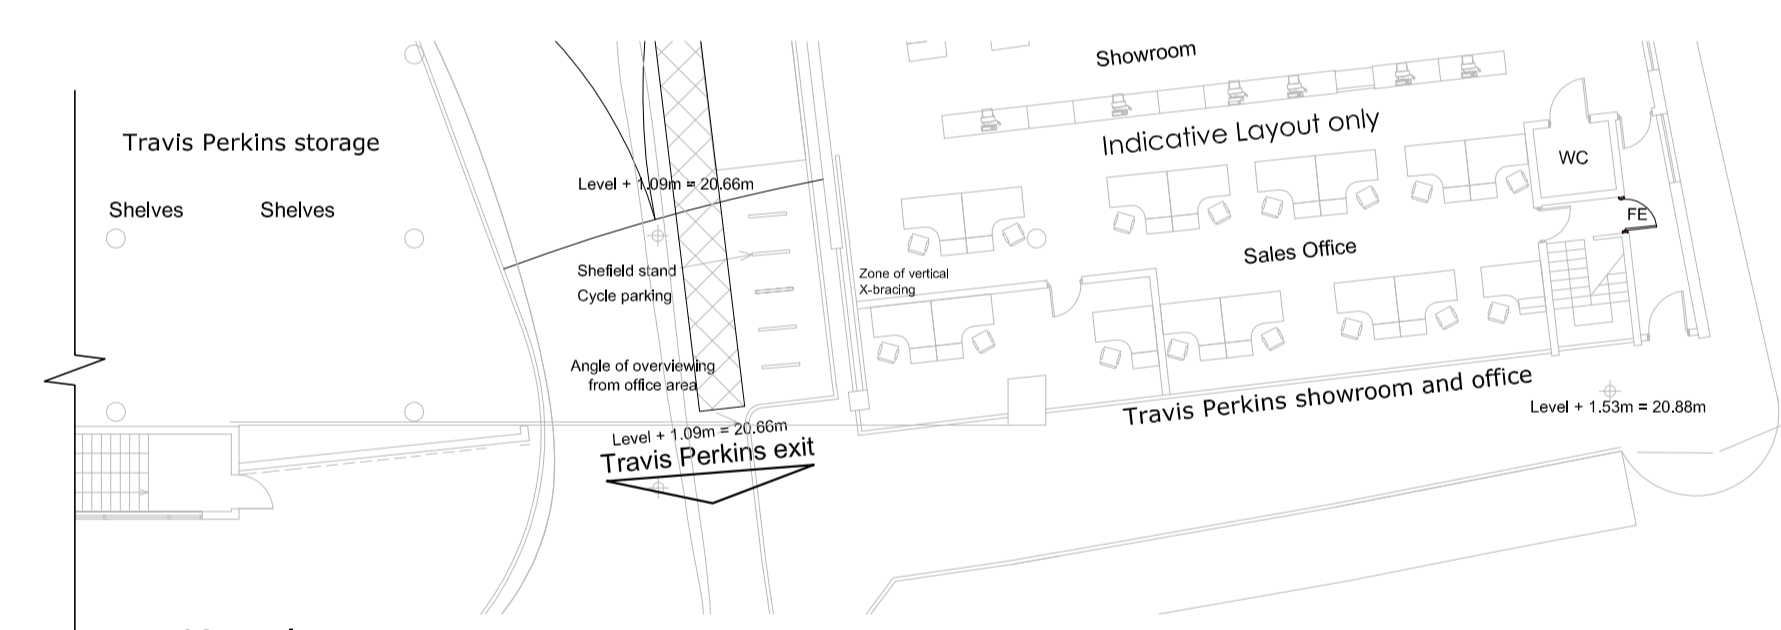 Showroom
Travis Perkins storage
Indicative Layout only
WC
Level + 1.09m = 20.66m
Shelves
Shelves
FE
Sales Office
Shefield stand
Cycle parking
Zone of vertical
X-bracing
Angle of overviewing
from office area
Travis Perkins showroom and office
Level + 1.53m = 20.88m
Level + 1.09m = 20.66m
Travis Perkins exit